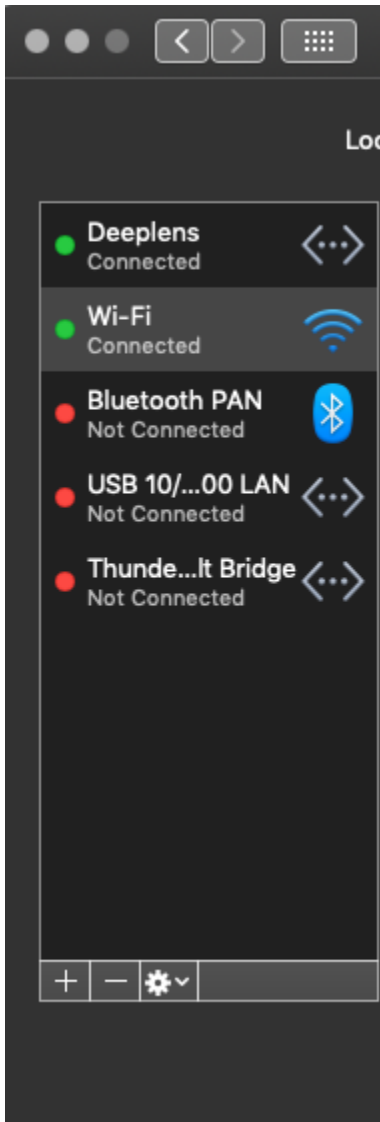 Loc
Deeplens
Connected
Wi-Fi
Connected
Bluetooth PAN
Not Connected
USB 10/...00 LAN
Not Connected
Thunde...lt Bridge
Not Connected